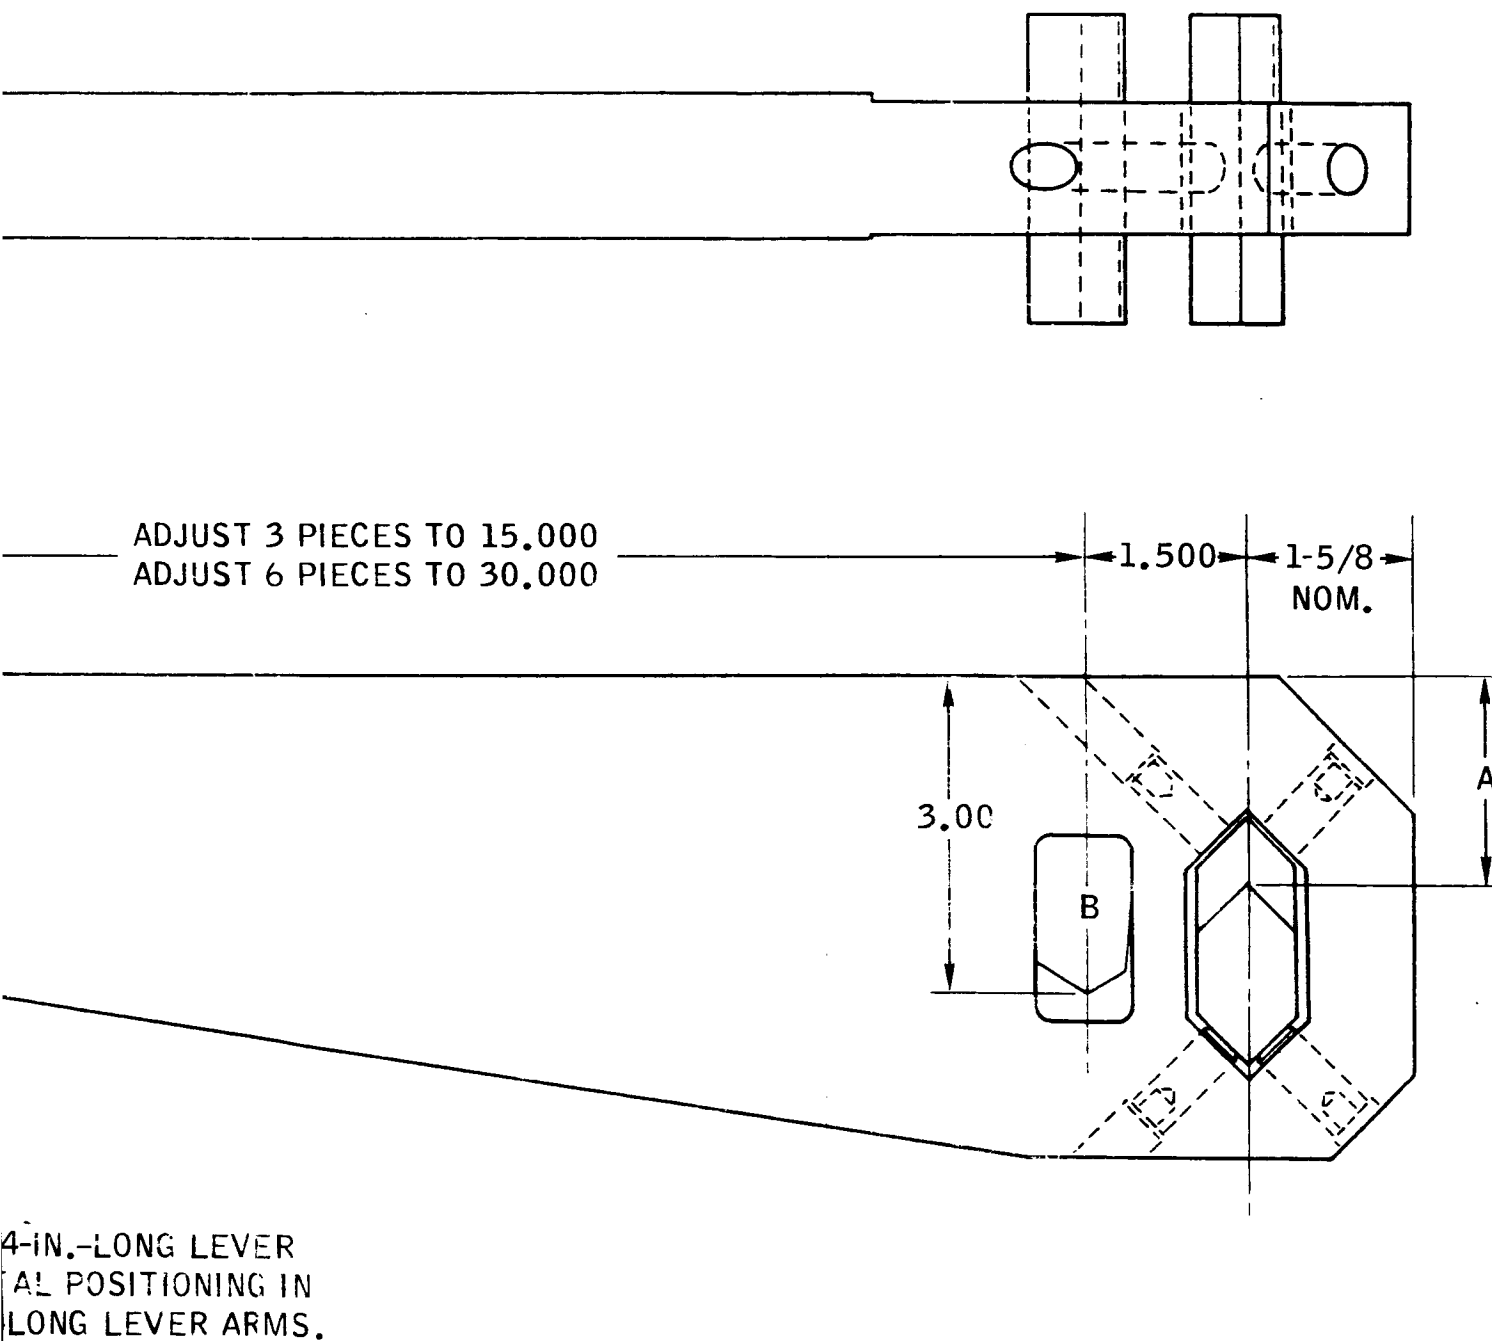 ADJUST 3 PIECES TO 15.000
ADJUST 6 PIECES TO 30.000
1.500
1-5/8
NOM.
A
3.00
B
4-IN.-LONG LEVER
AL POSITIONING IN
LONG LEVER ARMS.